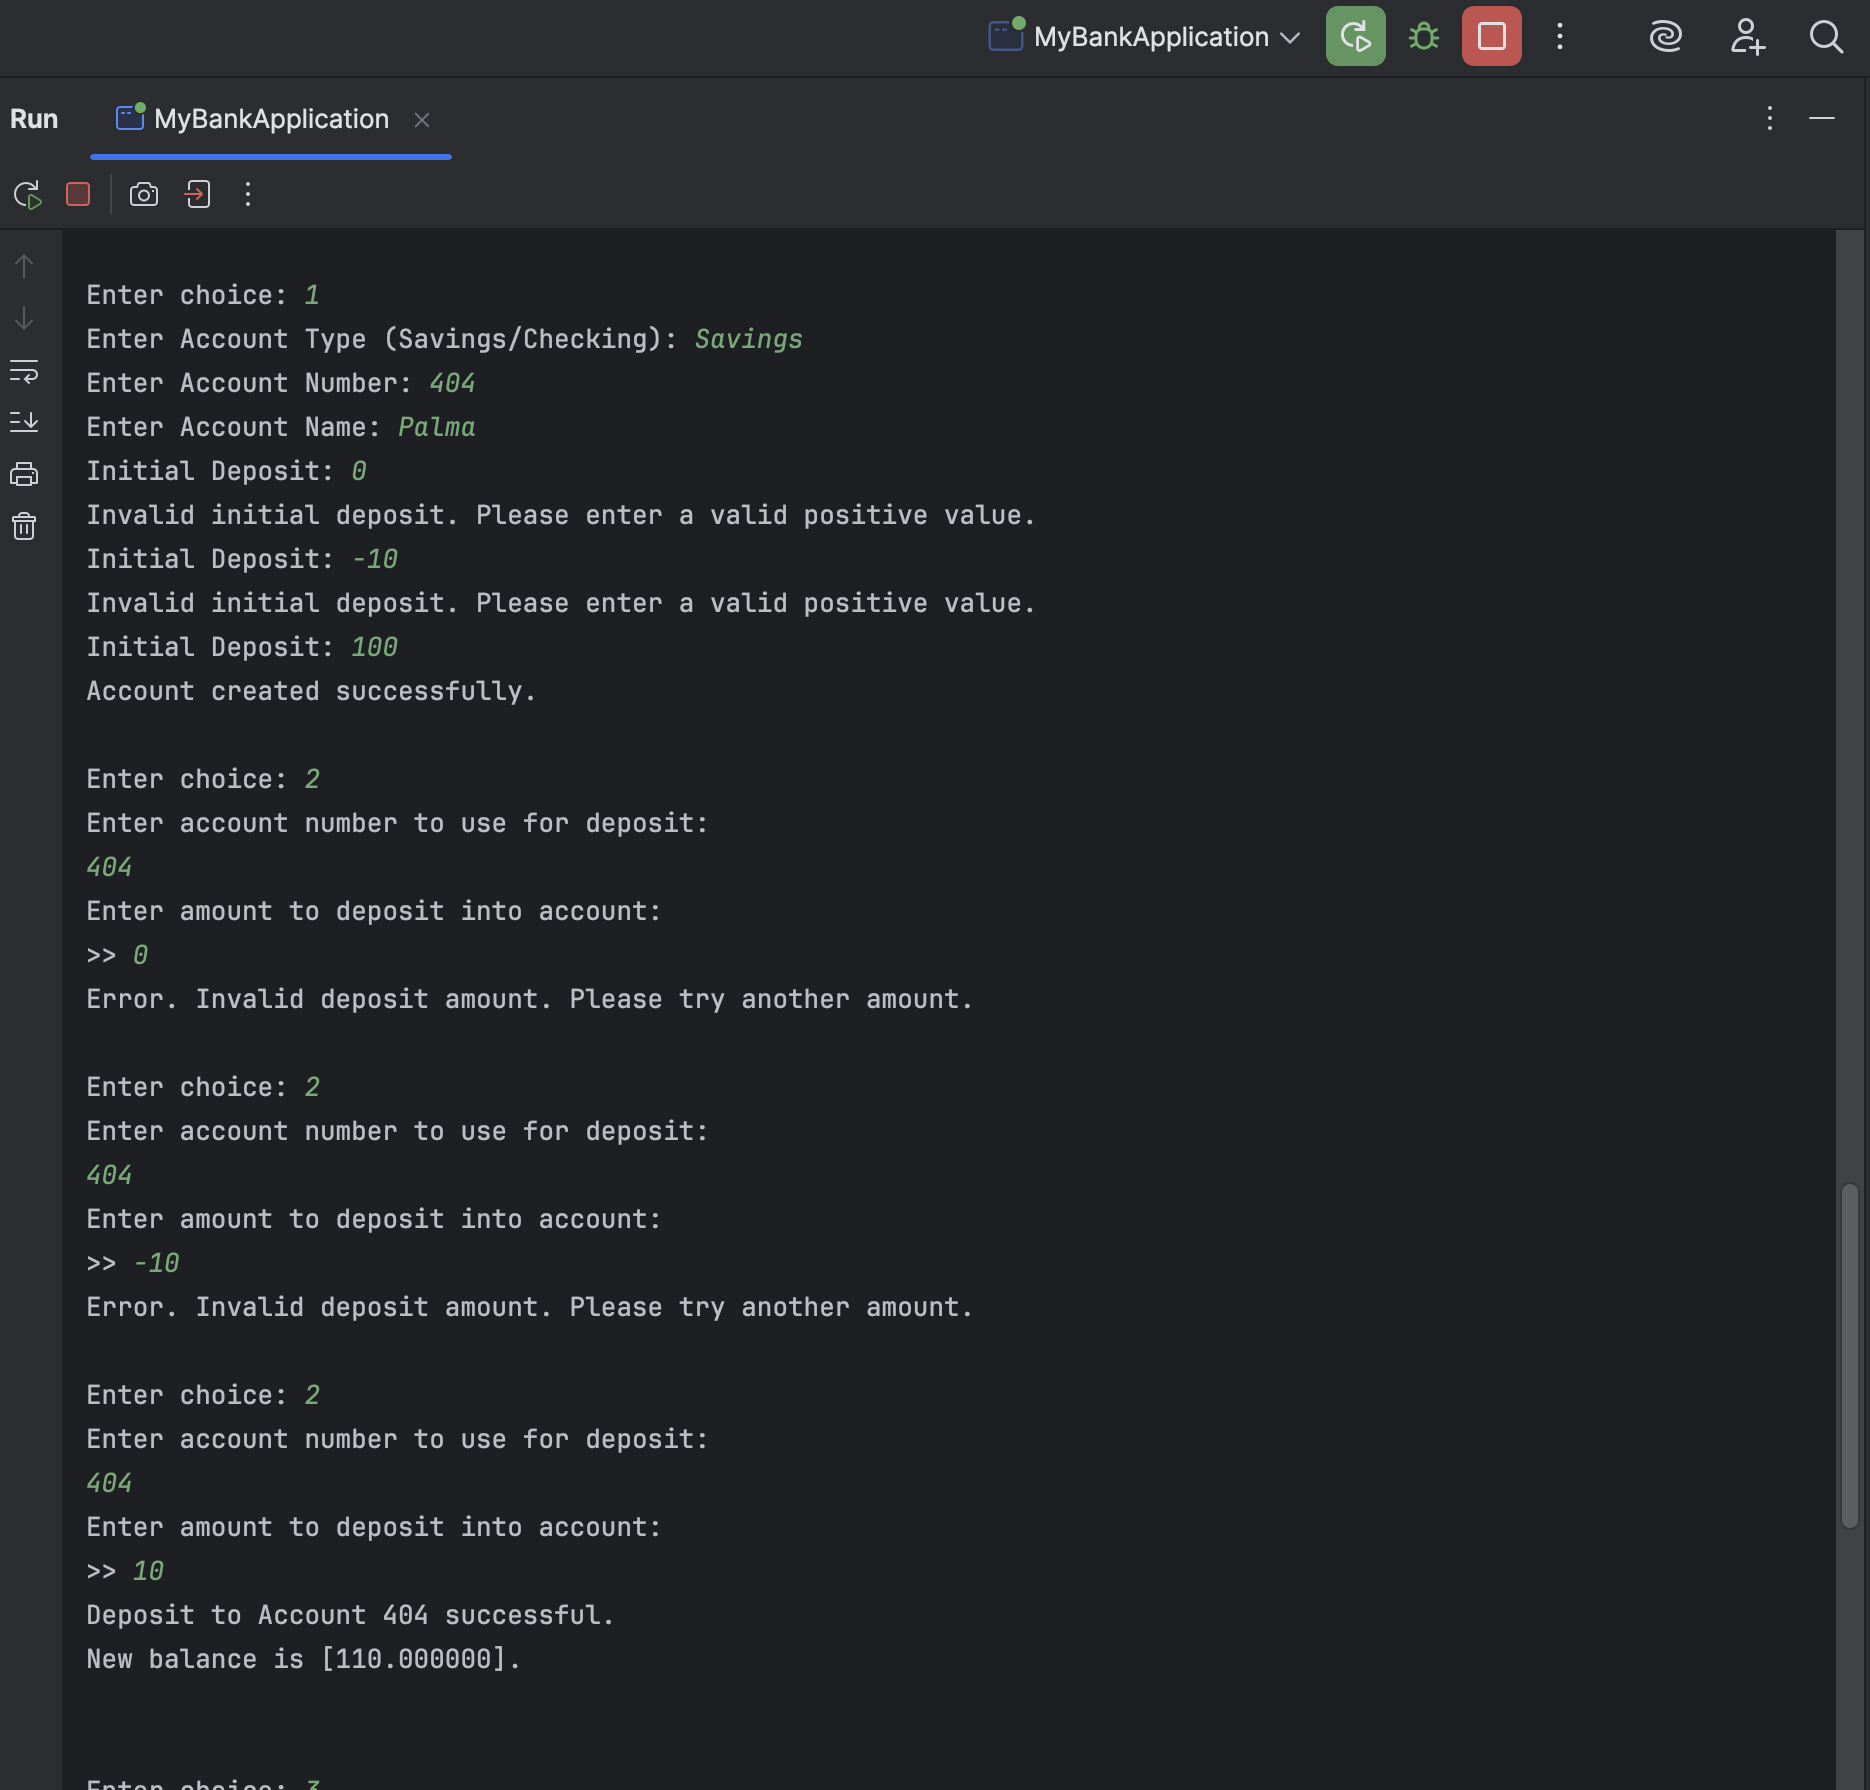 MyBankApplication
Run
MyBankApplication
Enter choice: 1
Enter Account Type (Savings/Checking): Savings
Enter Account Number: 404
Enter Account Name: Palma
Initial Deposit: 0
Invalid initial deposit. Please enter a valid positive value.
Initial Deposit: -10
Invalid initial deposit. Please enter a valid positive value.
Initial Deposit: 100
Account created successfully.
Enter choice: 2
Enter account number to use for deposit:
404
Enter amount to deposit into account:
>> 0
Error. Invalid deposit amount. Please try another amount.
Enter choice: 2
Enter account number to use for deposit:
404
Enter amount to deposit into account:
>> -10
Error. Invalid deposit amount. Please try another amount.
Enter choice: 2
Enter account number to use for deposit:
404
Enter amount to deposit into account:
>> 10
Deposit to Account 404 successful.
New balance is [110.000000].
Enter choice: 3